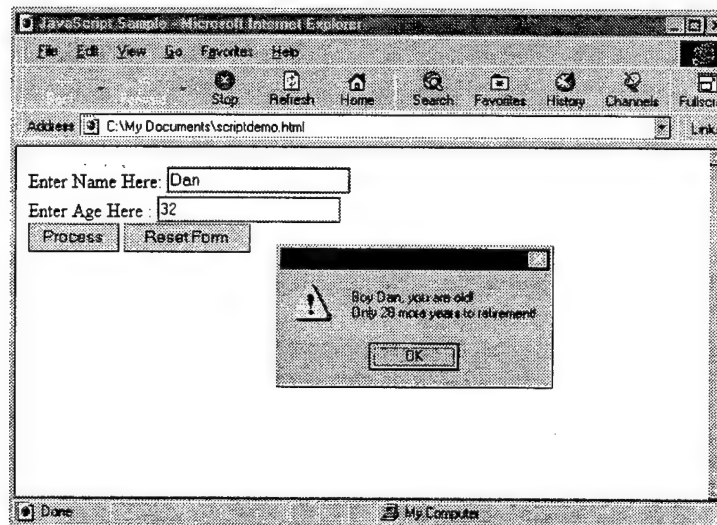 JavaScript Sample - Microsoft Internet Explorer
File Edit View Go Favorites Help
Stop Refresh Home Search Favorites History Channels Fullscr
Address C:\My Documents\scriptdemo.html Link
Enter Name Here: Dan
Enter Age Here : 32
Process Reset Form
Boy Dan, you are old!
Only 28 more years to retirement!
OK
Done My Computer